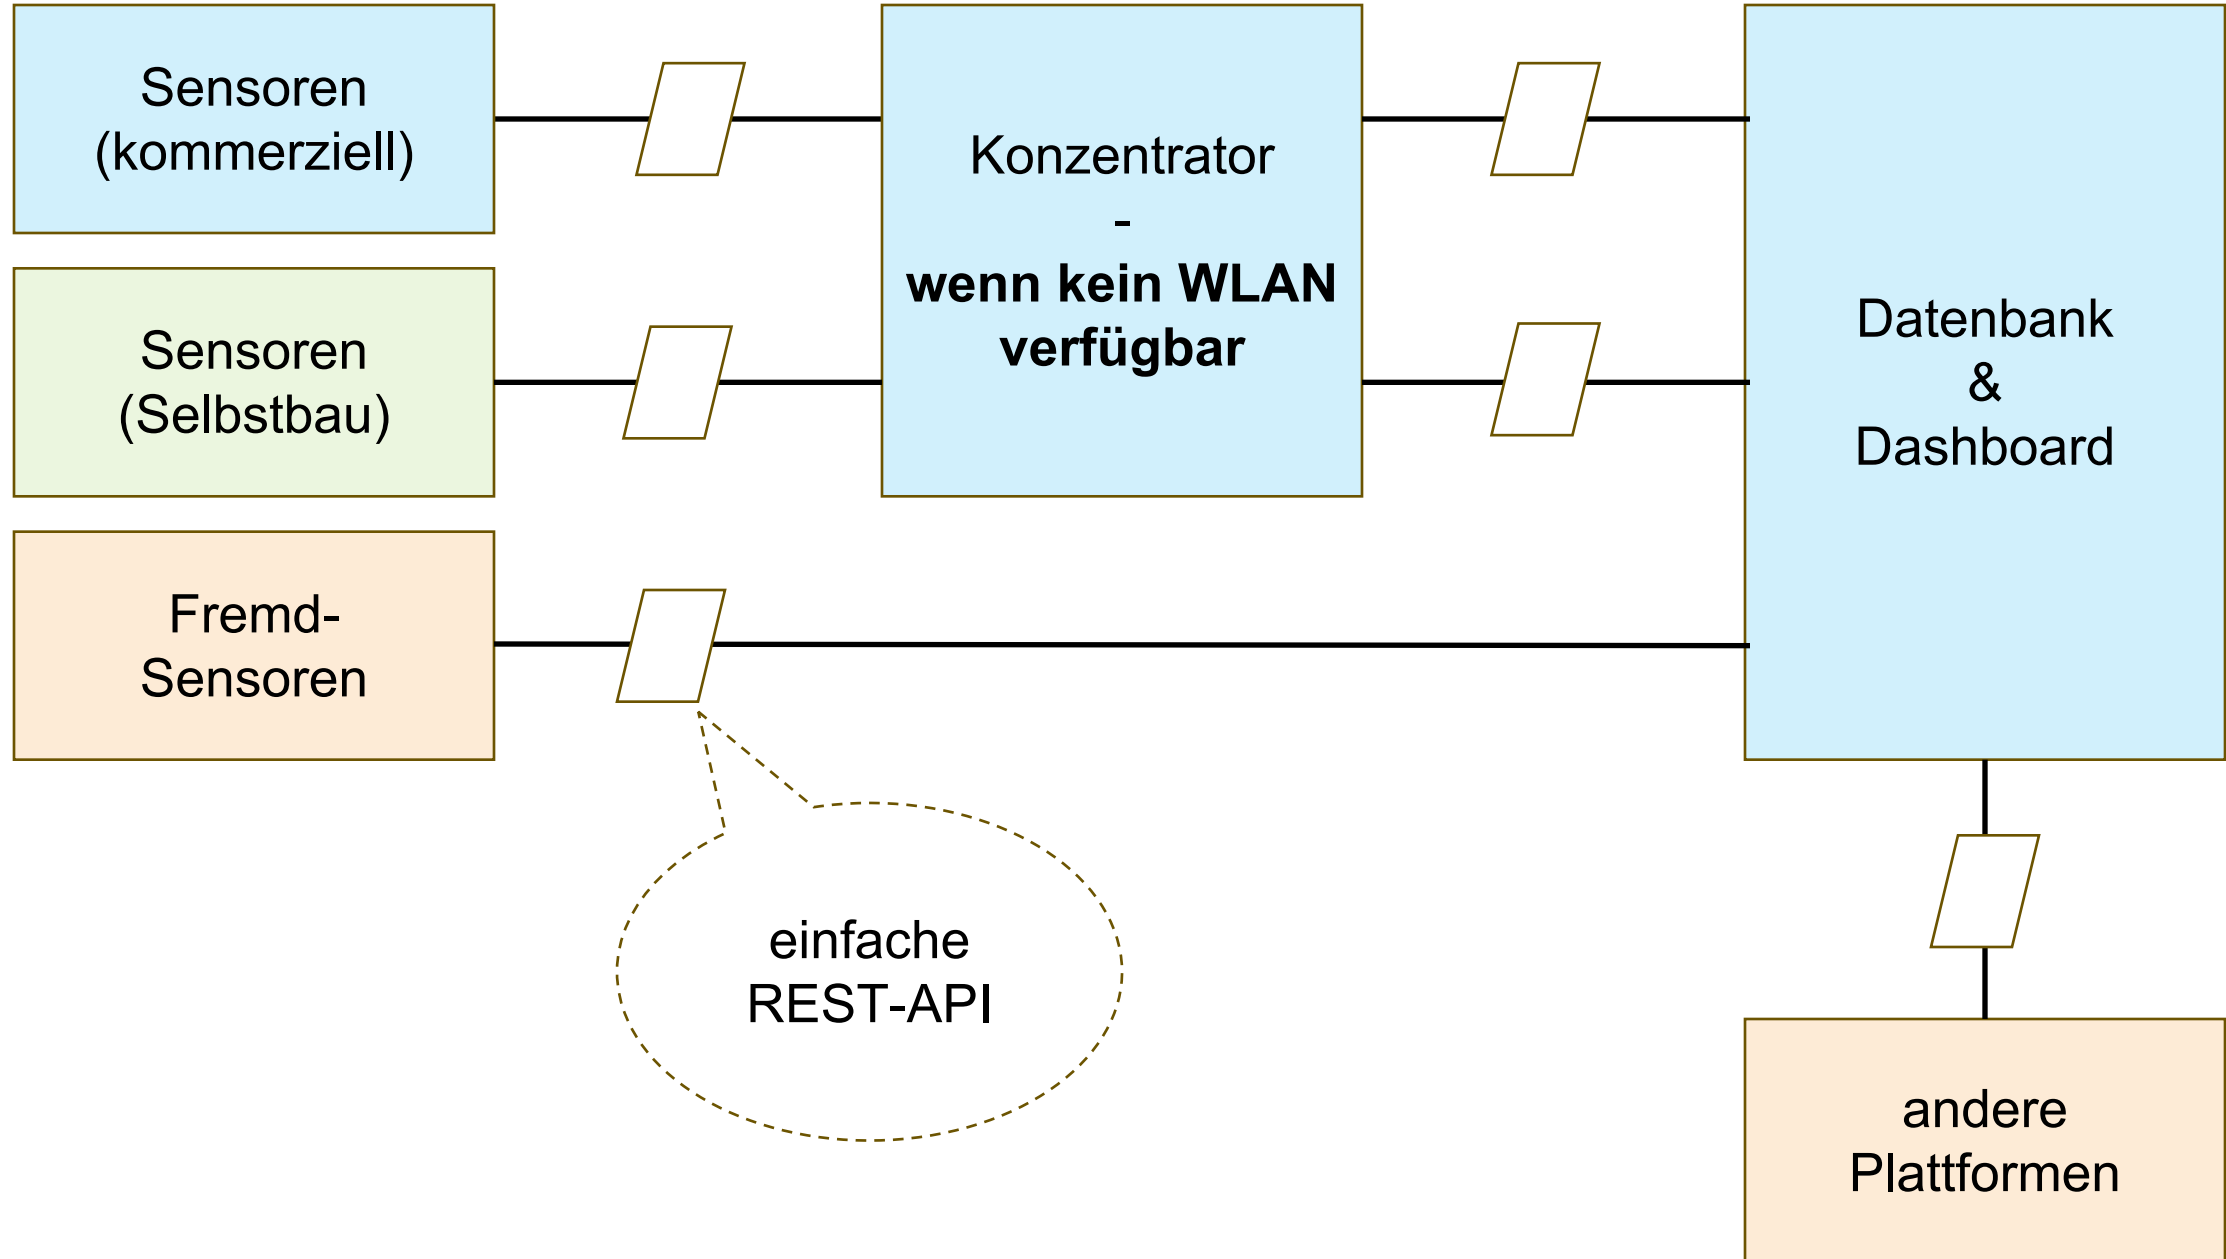 Sensoren
(kommerziell)
Konzentrator
-
wenn kein WLAN
verfügbar
Datenbank
&
Dashboard
Sensoren
(Selbstbau)
Fremd-
Sensoren
einfache
REST-API
andere
Plattformen